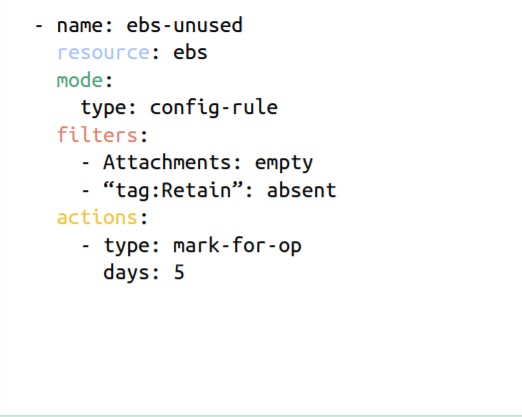 - name: ebs-unused
resource: ebs
mode:
type: config-rule
filters:
- Attachments: empty
- “tag:Retain”: absent
actions:
- type: mark-for-op
days: 5